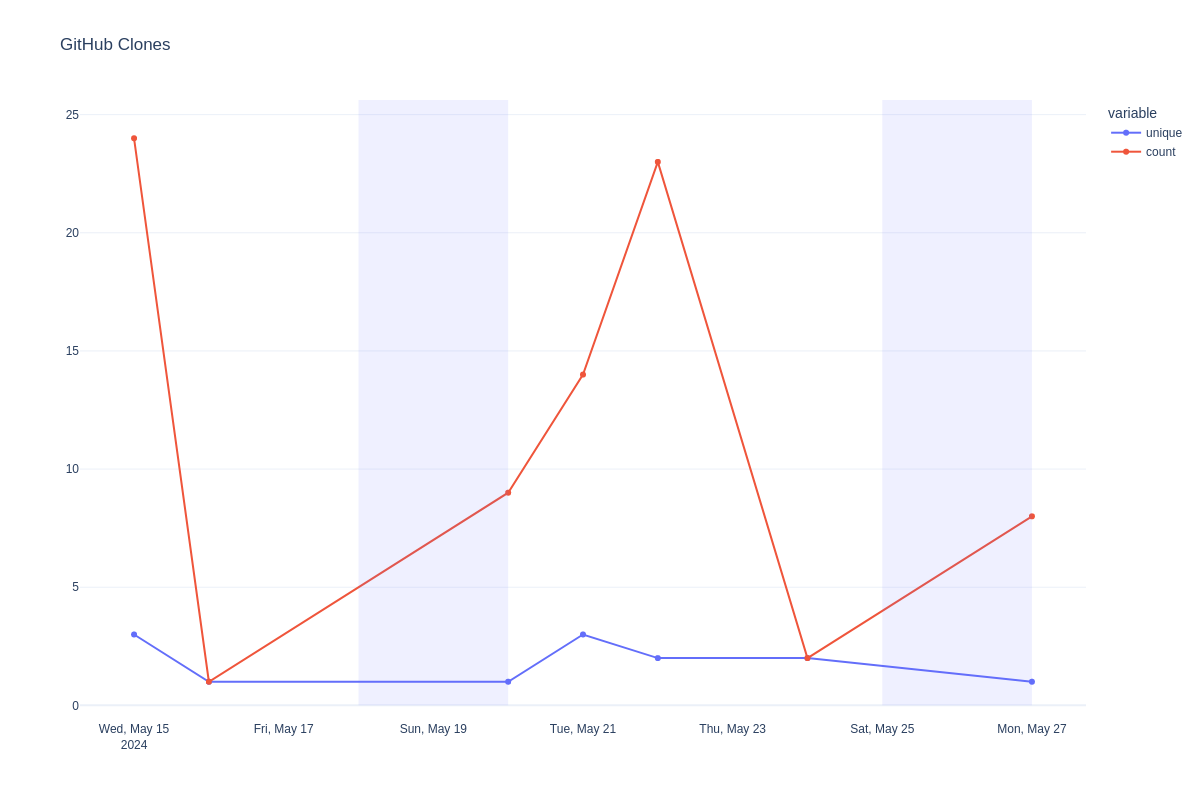 GitHub Clones
variable
unique
count
25
20
15
10
5
0
Wed, May 15
2024
Fri, May 17
Sun, May 19
Tue, May 21
Thu, May 23
Sat, May 25
Mon, May 27